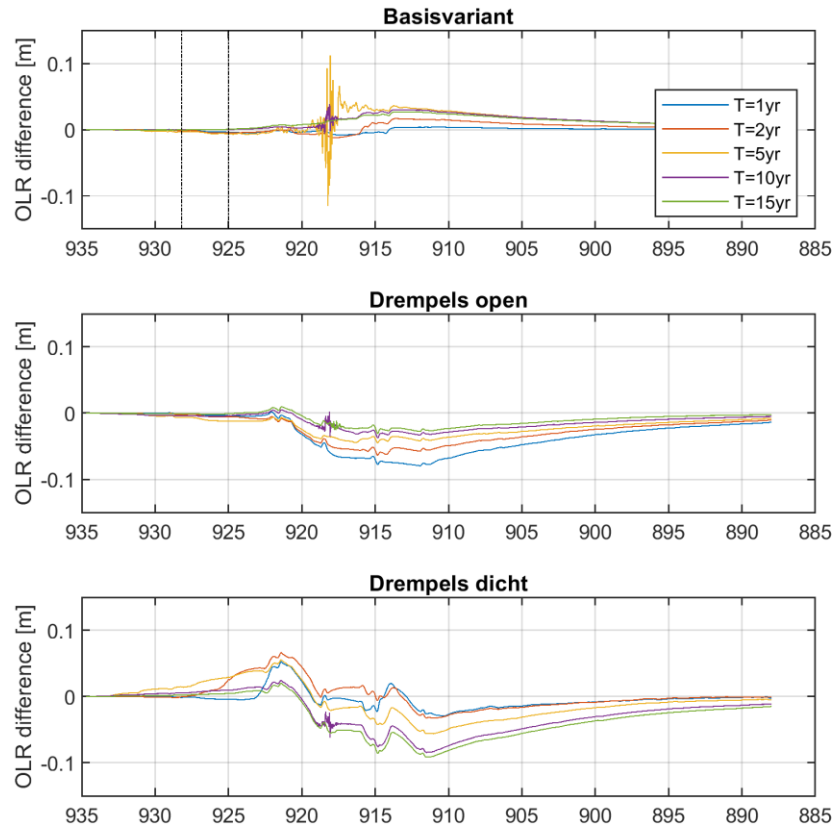 Basisvariant
OLR difference [m]
0.1
0
-0.1
T=1yr
T=2yr
T=5yr
T=10yr
T=15yr
935 930 925 920 915 910 905 900 895 890 885
Drempels open
OLR difference [m]
0.1
0
-0.1
935 930 925 920 915 910 905 900 895 890 885
Drempels dicht
OLR difference [m]
0.1
0
-0.1
935 930 925 920 915 910 905 900 895 890 885